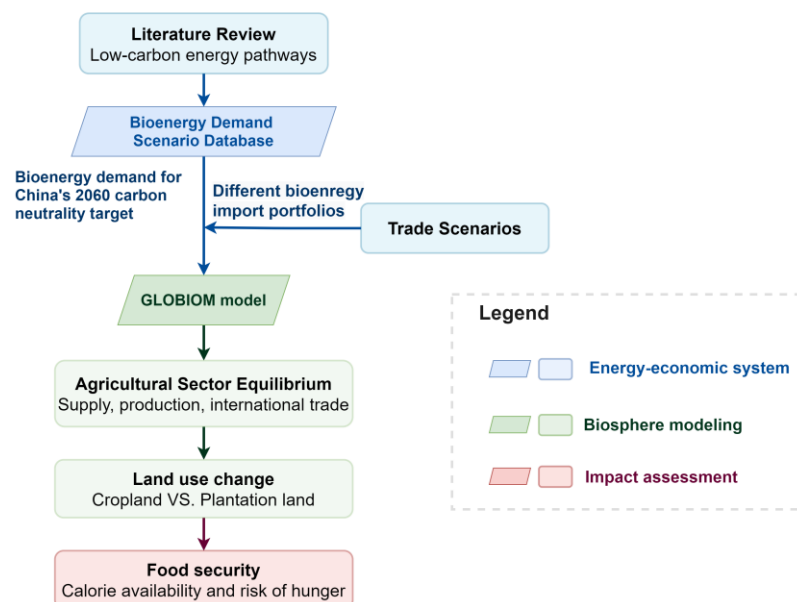 Literature Review
Low-carbon energy pathways
Bioenergy Demand
Scenario Database
Bioenergy demand for
China's 2060 carbon
neutrality target
Different bioenregy
import portfolios
Trade Scenarios
GLOBIOM model
Agricultural Sector Equilibrium
Supply, production, international trade
Land use change
Cropland VS. Plantation land
Food security
Calorie availability and risk of hunger
Legend
Energy-economic system
Biosphere modeling
Impact assessment